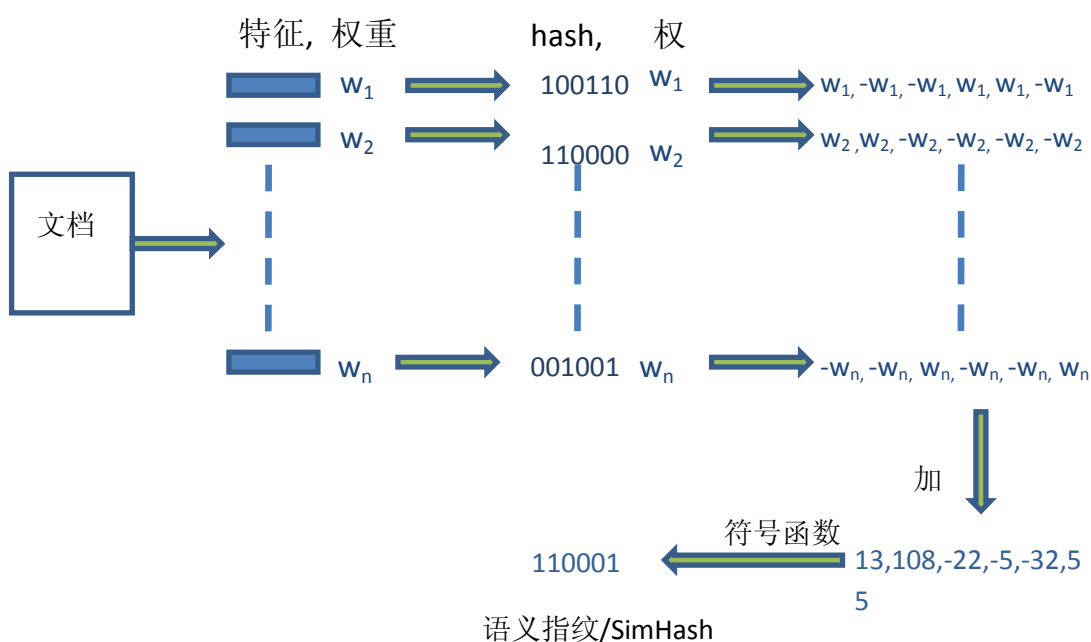 特征, 权重 hash, 权
w₁ 100110 w₁ w₁, -w₁, -w₁, w₁, w₁, -w₁
w₂ 110000 w₂ w₂ ,w₂, -w₂, -w₂, -w₂, -w₂
文档
wₙ 001001 wₙ -wₙ, -wₙ, wₙ, -wₙ, -wₙ, wₙ
加
符号函数
110001 13,108,-22,-5,-32,5
5
语义指纹/SimHash